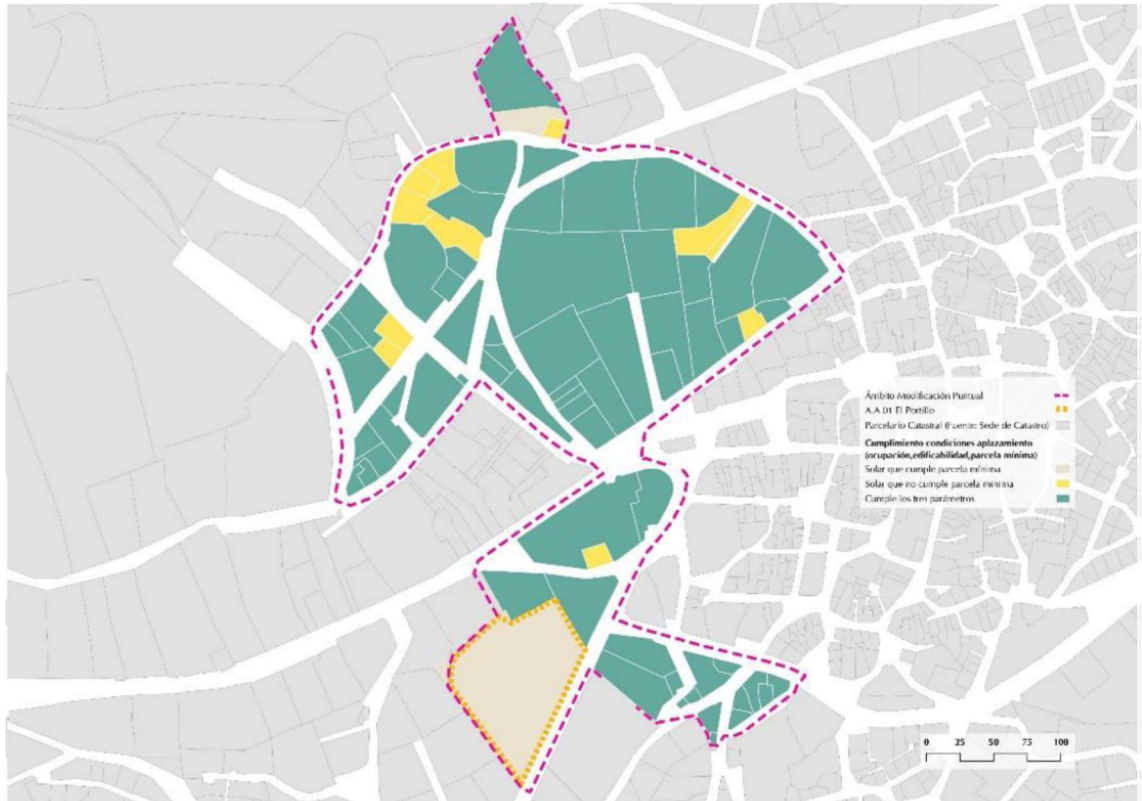 Ámbito Modificación Puntual
A.A 01 El Portillo
Parcelario Catastral (Fuente: Sede de Catastro)
Cumplimiento condiciones aplazamiento
(ocupación,edificabilidad,parcela mínima)
Solar que cumple parcela mínima
Solar que no cumple parcela mínima
Cumple los tres parámetros
0 25 50 75 100